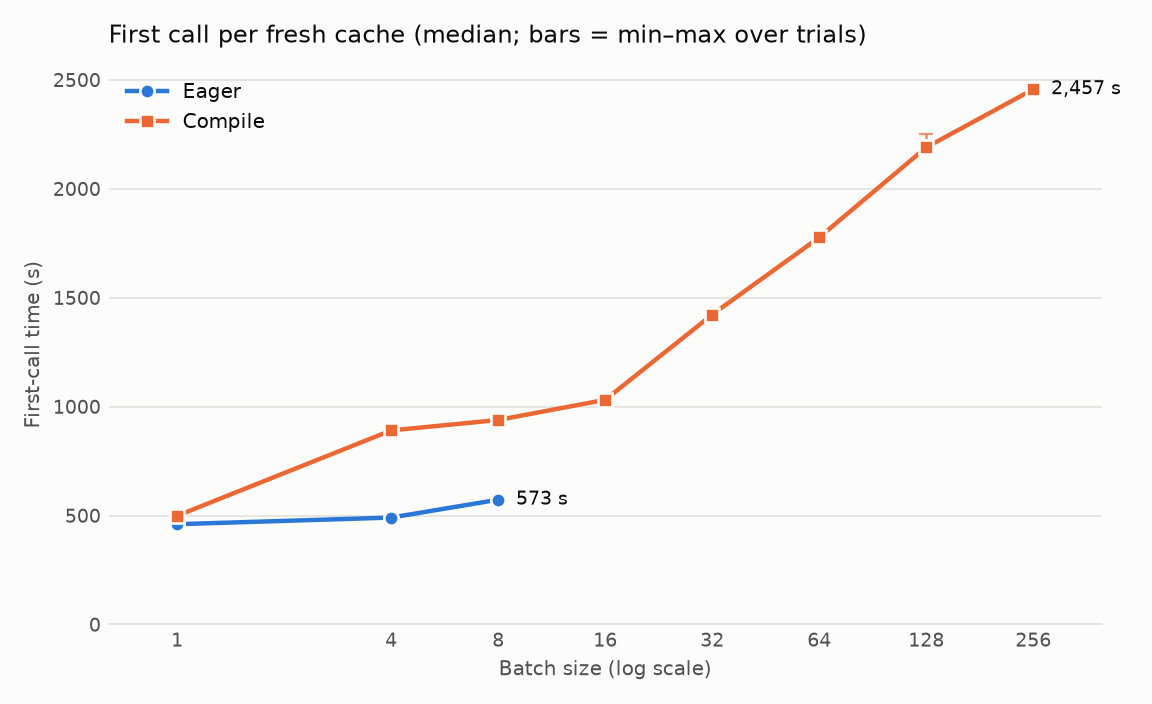 First call per fresh cache (median; bars = min–max over trials)
Eager
Compile
2,457 s
573 s
First-call time (s)
2500
2000
1500
1000
500
0
1 4 8 16 32 64 128 256
Batch size (log scale)